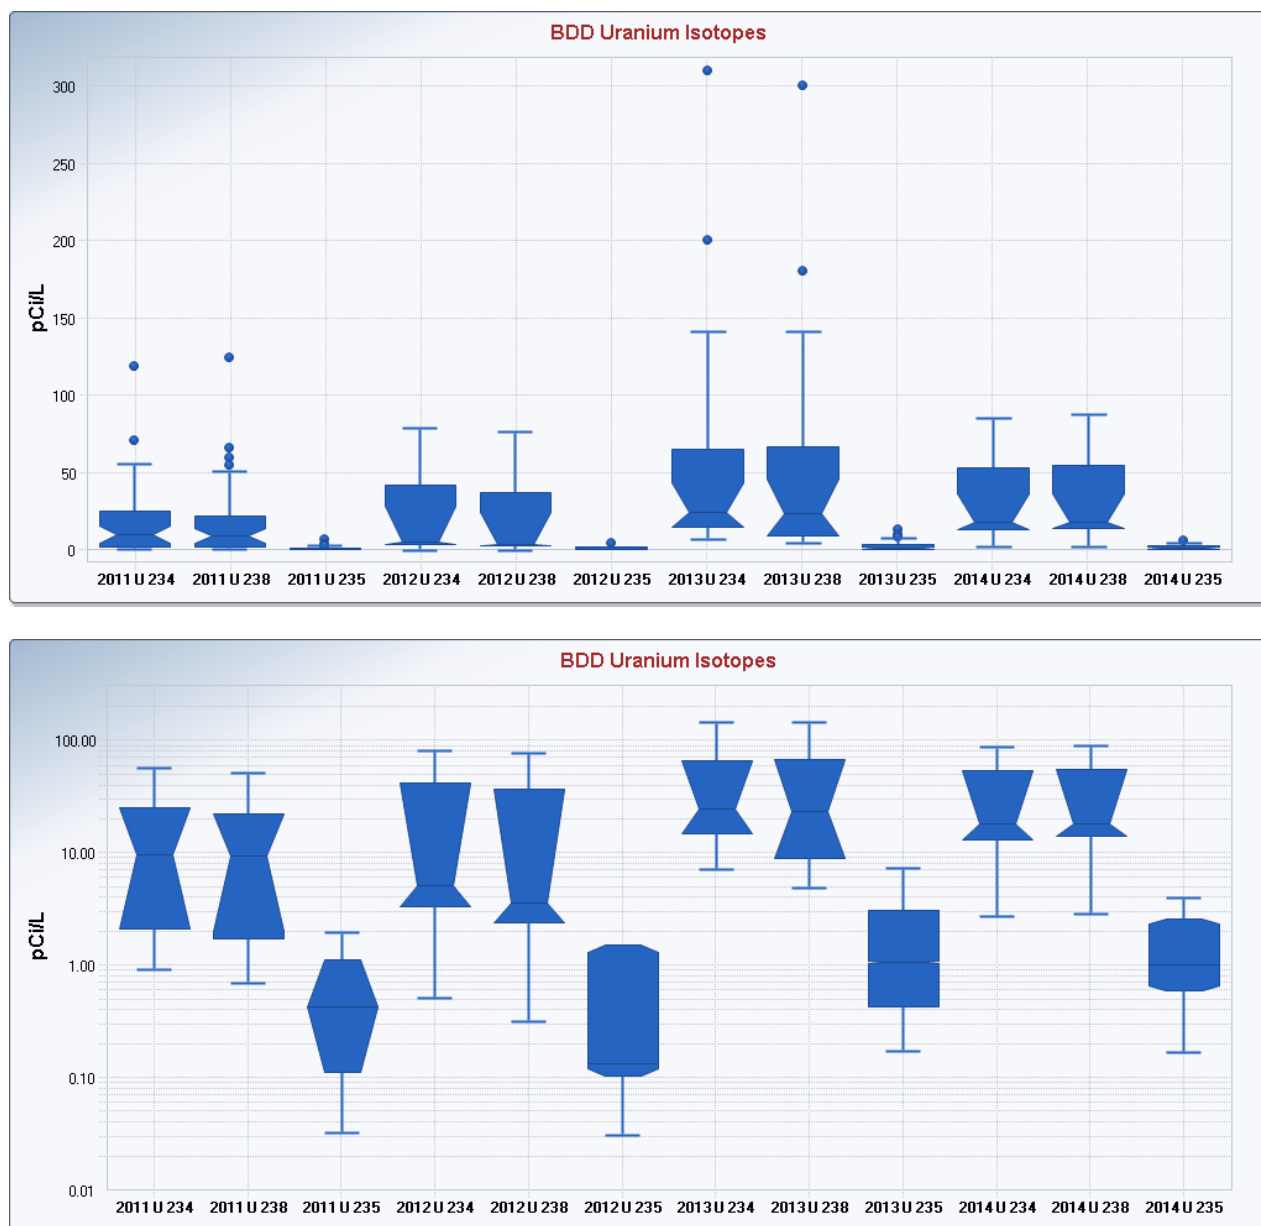 BDD Uranium Isotopes
300
250
200
150
100
50
0
pCi/L
2011 U 234 2011 U 238 2011 U 235 2012 U 234 2012 U 238 2012 U 235 2013 U 234 2013 U 238 2013 U 235 2014 U 234 2014 U 238 2014 U 235
BDD Uranium Isotopes
100.00
10.00
1.00
0.10
0.01
pCi/L
2011 U 234 2011 U 238 2011 U 235 2012 U 234 2012 U 238 2012 U 235 2013 U 234 2013 U 238 2013 U 235 2014 U 234 2014 U 238 2014 U 235